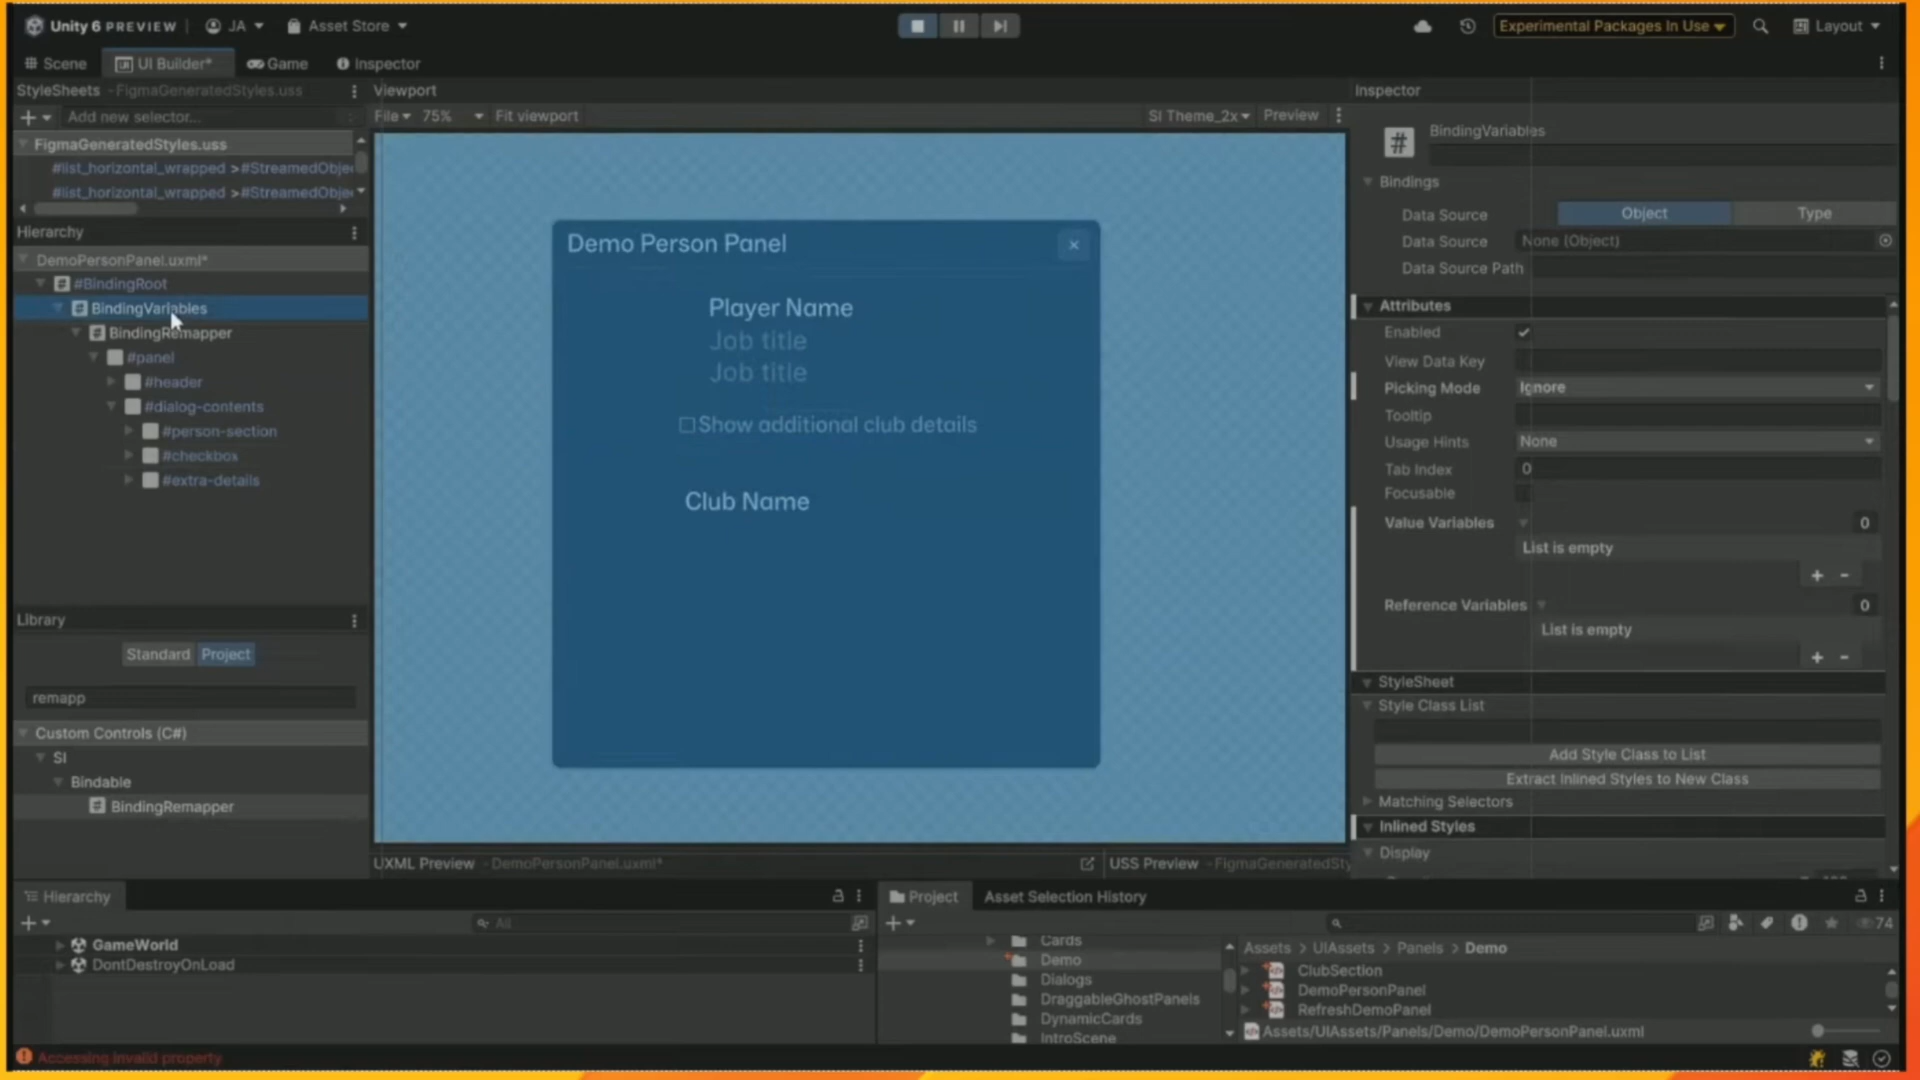 Unity 6 PREVIEW
JA
Asset Store
Experimental Packages In Use
Layout
Scene
UI Builder*
Game
Inspector
StyleSheets - FigmaGeneratedStyles.uss
Viewport
Inspector
Add new selector...
File
75%
Fit viewport
SI Theme_2x
Preview
FigmaGeneratedStyles.uss
#list_horizontal_wrapped >#StreamedObje
#list_horizontal_wrapped >#StreamedObje
Hierarchy
DemoPersonPanel.uxml*
#BindingRoot
BindingVariables
BindingRemapper
#panel
#header
#dialog-contents
#person-section
#checkbox
#extra-details
Library
Standard
Project
remapp
Custom Controls (C#)
SI
Bindable
BindingRemapper
Demo Person Panel
×
Player Name
Job title
Job title
Show additional club details
Club Name
UXML Preview - DemoPersonPanel.uxml*
USS Preview - FigmaGeneratedSty
BindingVariables
Bindings
Data Source
Object
Type
Data Source
None (Object)
Data Source Path
Attributes
Enabled
View Data Key
Picking Mode
Ignore
Tooltip
Usage Hints
None
Tab Index
0
Focusable
Value Variables
0
List is empty
+ -
Reference Variables
0
List is empty
+ -
StyleSheet
Style Class List
Add Style Class to List
Extract Inlined Styles to New Class
Matching Selectors
Inlined Styles
Display
Hierarchy
All
GameWorld
DontDestroyOnLoad
Project
Asset Selection History
74
Cards
Demo
Dialogs
DraggableGhostPanels
DynamicCards
IntroScene
Assets > UIAssets > Panels > Demo
ClubSection
DemoPersonPanel
RefreshDemoPanel
Assets/UIAssets/Panels/Demo/DemoPersonPanel.uxml
Accessing invalid property